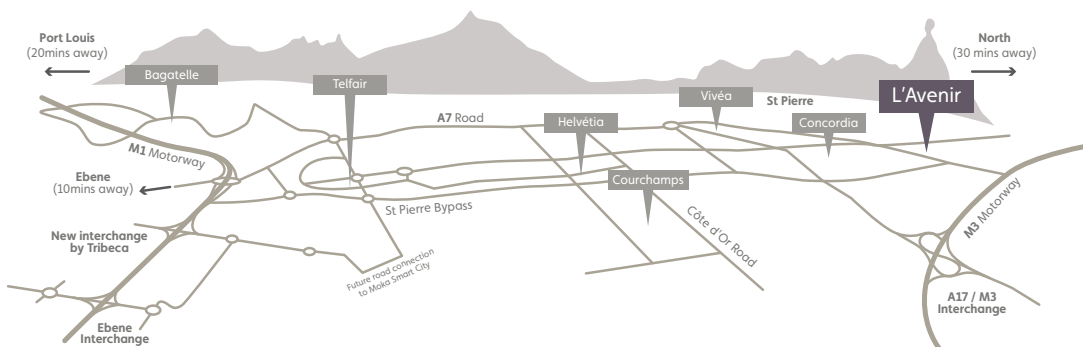 Port Louis
(20mins away)
North
(30 mins away)
Bagatelle
Telfair
Vivéa
St Pierre
L'Avenir
A7 Road
Helvétia
Concordia
M1 Motorway
Ebene
(10mins away)
Courchamps
St Pierre Bypass
Côte d'Or Road
M3 Motorway
New interchange
by Tribeca
Future road connection
to Moka Smart City
A17 / M3
Interchange
Ebene
Interchange